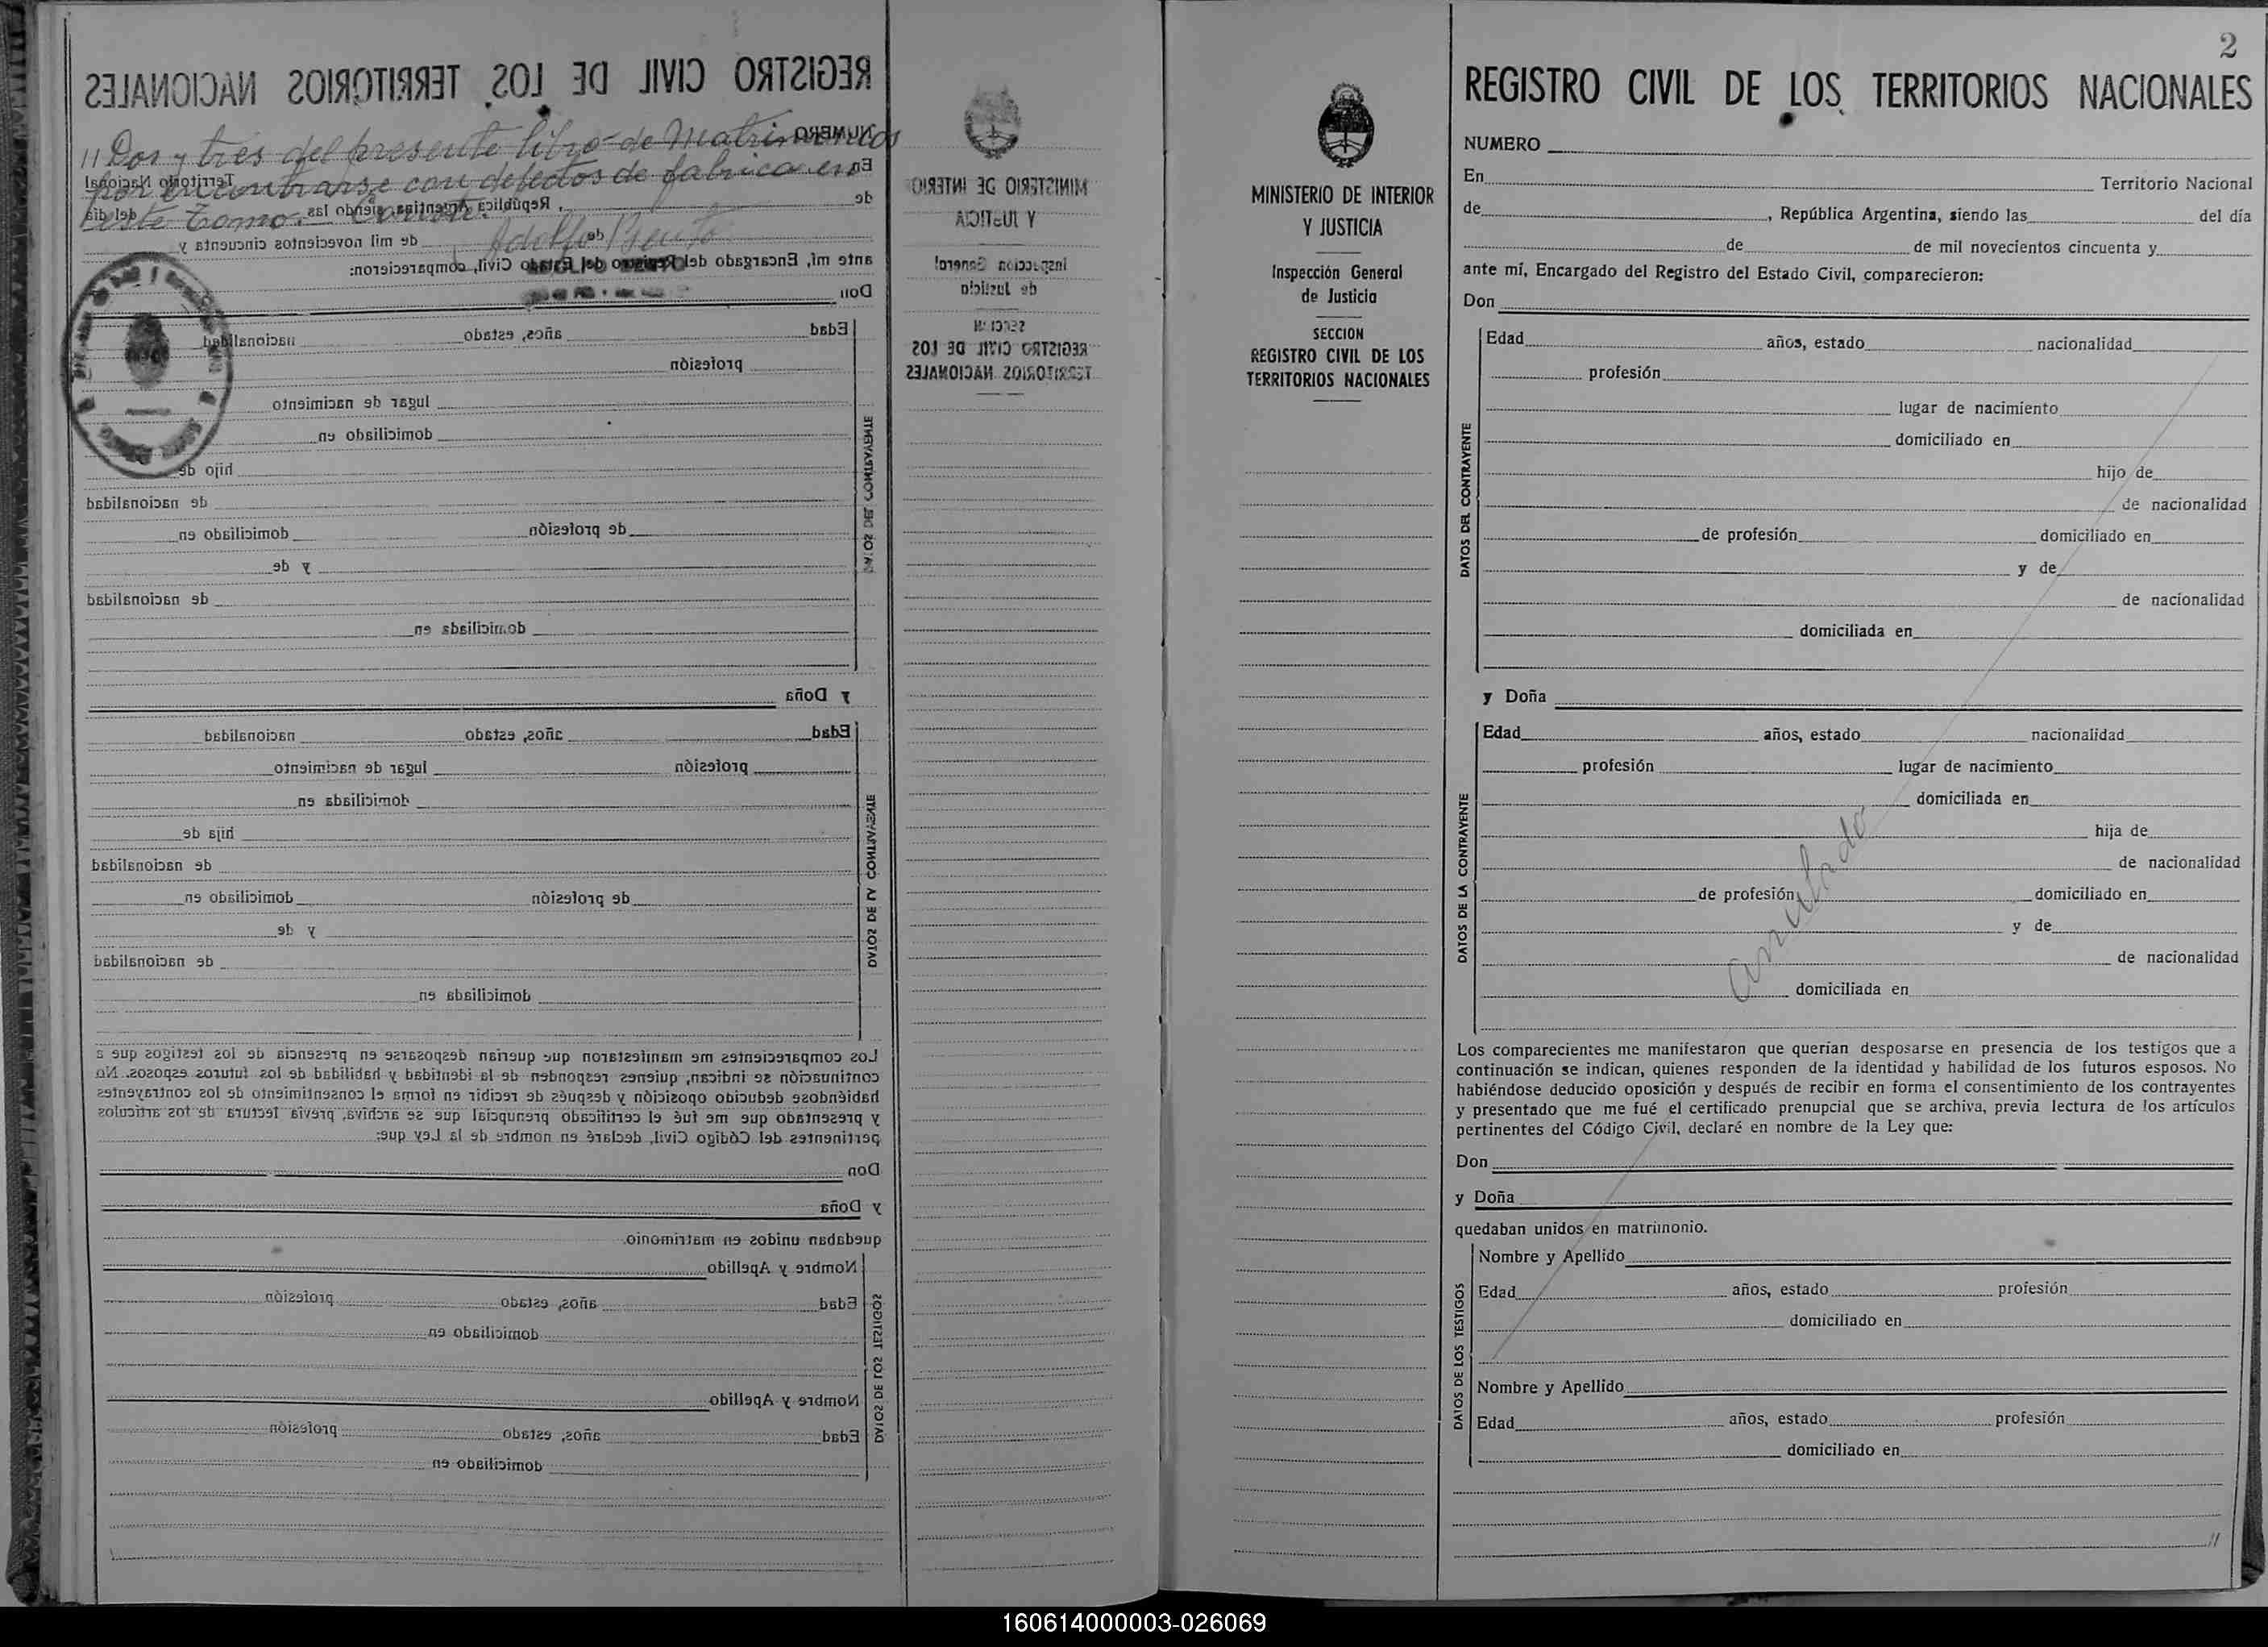 // Dos y tres del presente libro de Matrimonios
por encontrarse con defectos de fabrica en
este tomo. Conste.
Adolfo
2
REGISTRO CIVIL DE LOS TERRITORIOS NACIONALES
MINISTERIO DE INTERIOR
Y JUSTICIA
Inspección General
de Justicia
SECCION
REGISTRO CIVIL DE LOS
TERRITORIOS NACIONALES
NUMERO
En Territorio Nacional
de , República Argentina, siendo las del día
de de mil novecientos cincuenta y
ante mí, Encargado del Registro del Estado Civil, comparecieron:
Don
DATOS DEL CONTRAYENTE
Edad años, estado nacionalidad
profesión
lugar de nacimiento
domiciliado en
hijo de
de nacionalidad
de profesión domiciliado en
y de
de nacionalidad
domiciliada en
y Doña
DATOS DE LA CONTRAYENTE
Edad años, estado nacionalidad
profesión lugar de nacimiento
domiciliada en
hija de
de nacionalidad
de profesión domiciliado en
y de
de nacionalidad
domiciliada en
anulado
Los comparecientes me manifestaron que querían desposarse en presencia de los testigos que a
continuación se indican, quienes responden de la identidad y habilidad de los futuros esposos. No
habiéndose deducido oposición y después de recibir en forma el consentimiento de los contrayentes
y presentado que me fué el certificado prenupcial que se archiva, previa lectura de los artículos
pertinentes del Código Civil, declaré en nombre de la Ley que:
Don
y Doña
quedaban unidos en matrimonio.
DATOS DE LOS TESTIGOS
Nombre y Apellido
Edad años, estado profesión
domiciliado en
Nombre y Apellido
Edad años, estado profesión
domiciliado en
//
160614000003-026069